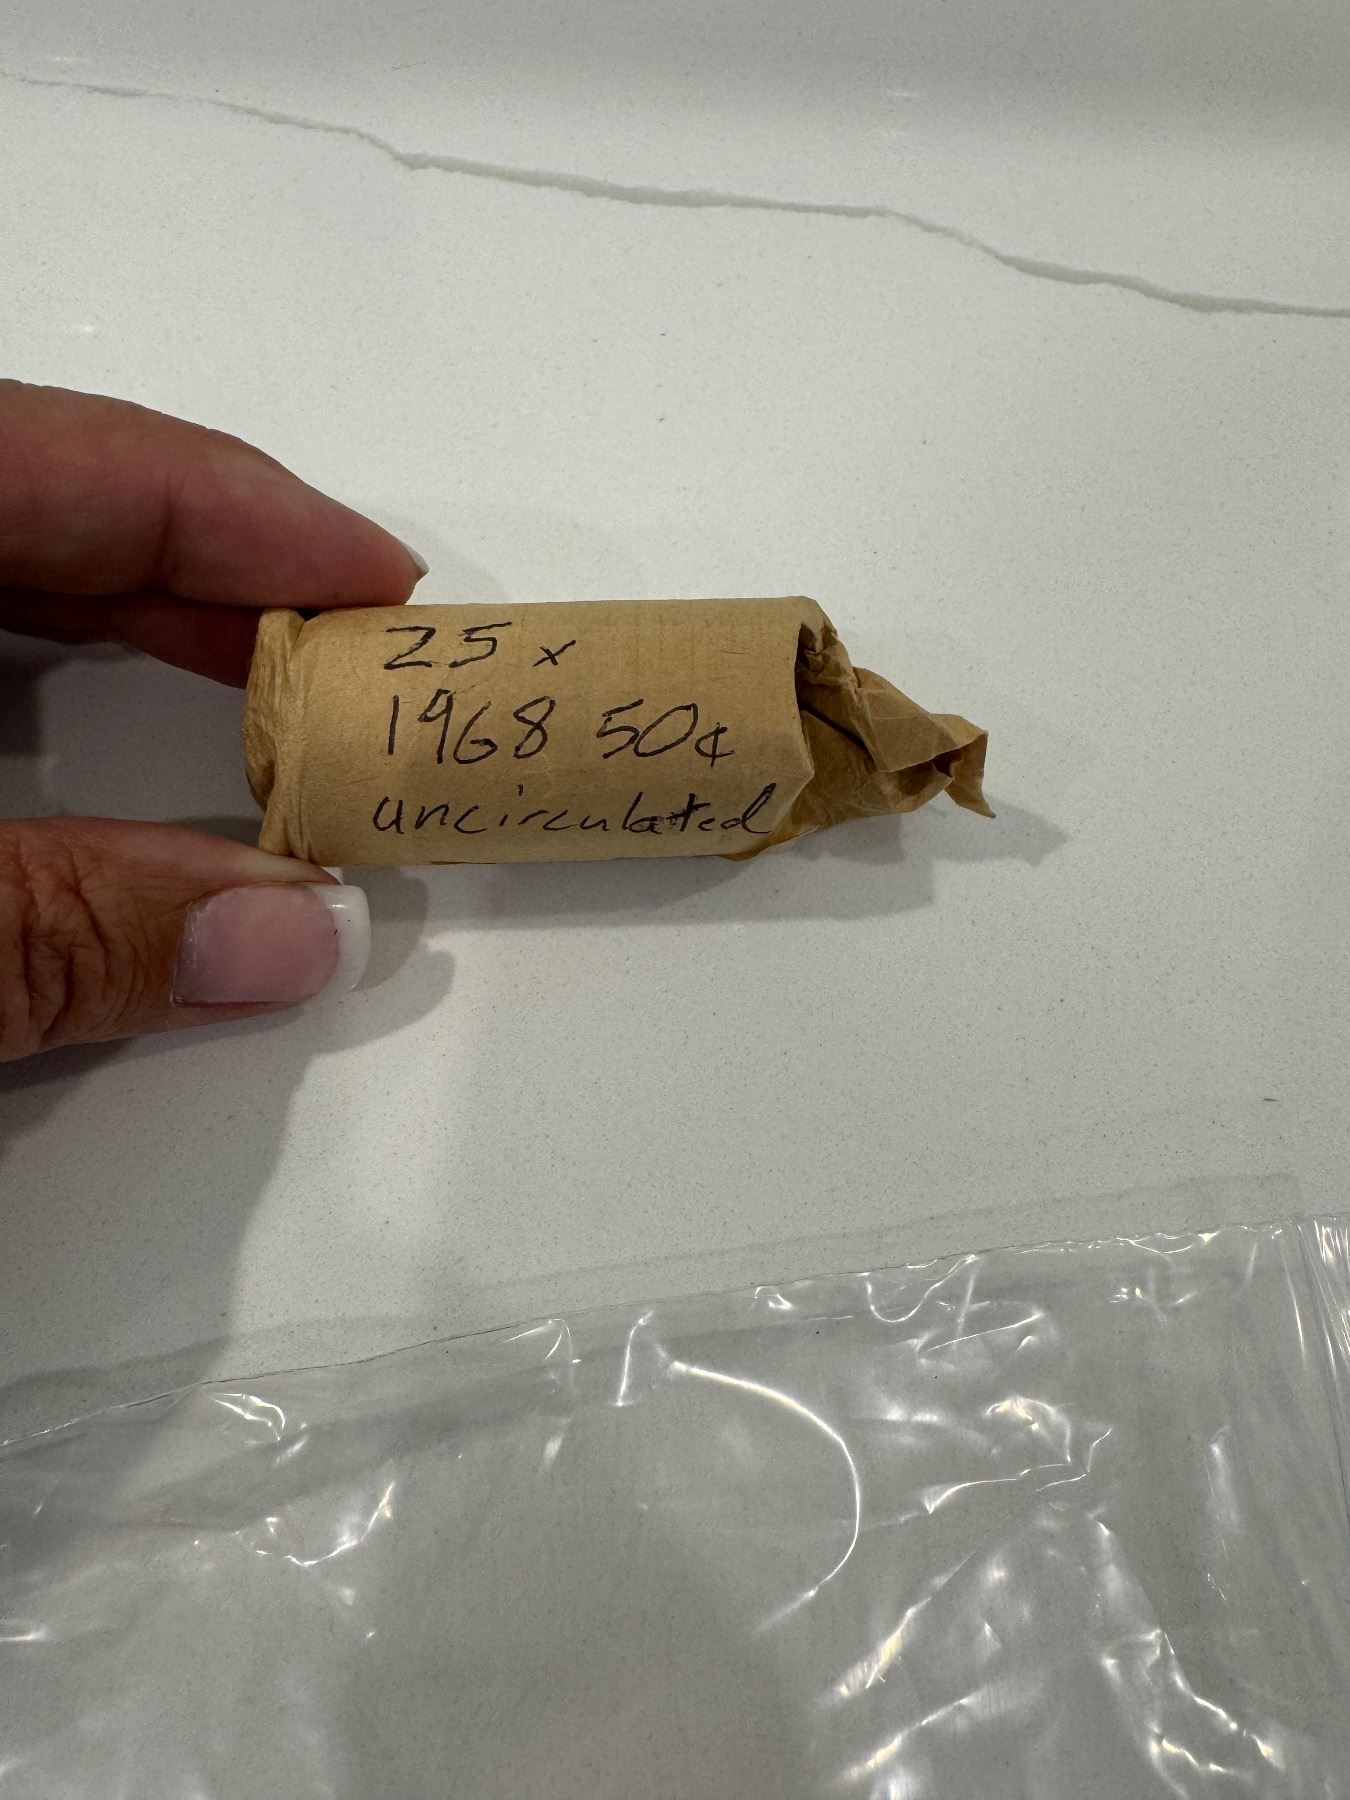 25 x
1968 50¢
uncirculated